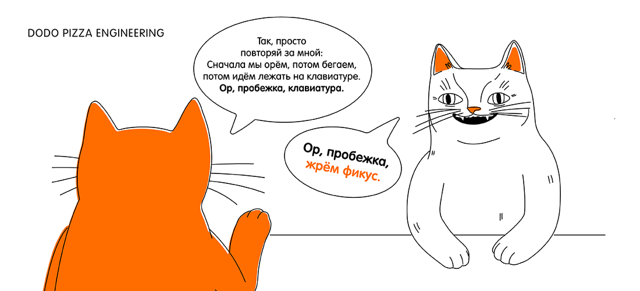 DODO PIZZA ENGINEERING
Так, просто
повторяй за мной:
Сначала мы орём, потом бегаем,
потом идём лежать на клавиатуре.
Ор, пробежка, клавиатура.
Ор, пробежка,
жрём фикус.